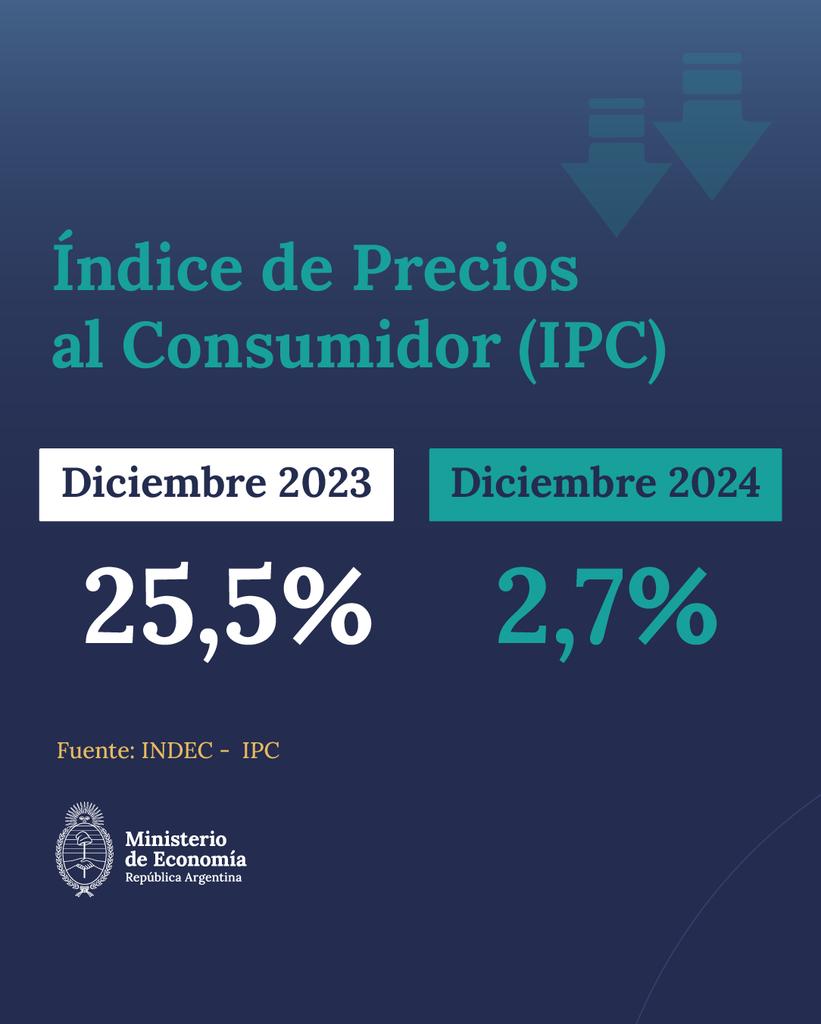 Índice de Precios
al Consumidor (IPC)
Diciembre 2023
25,5%
Diciembre 2024
2,7%
Fuente: INDEC - IPC
Ministerio
de Economía
República Argentina